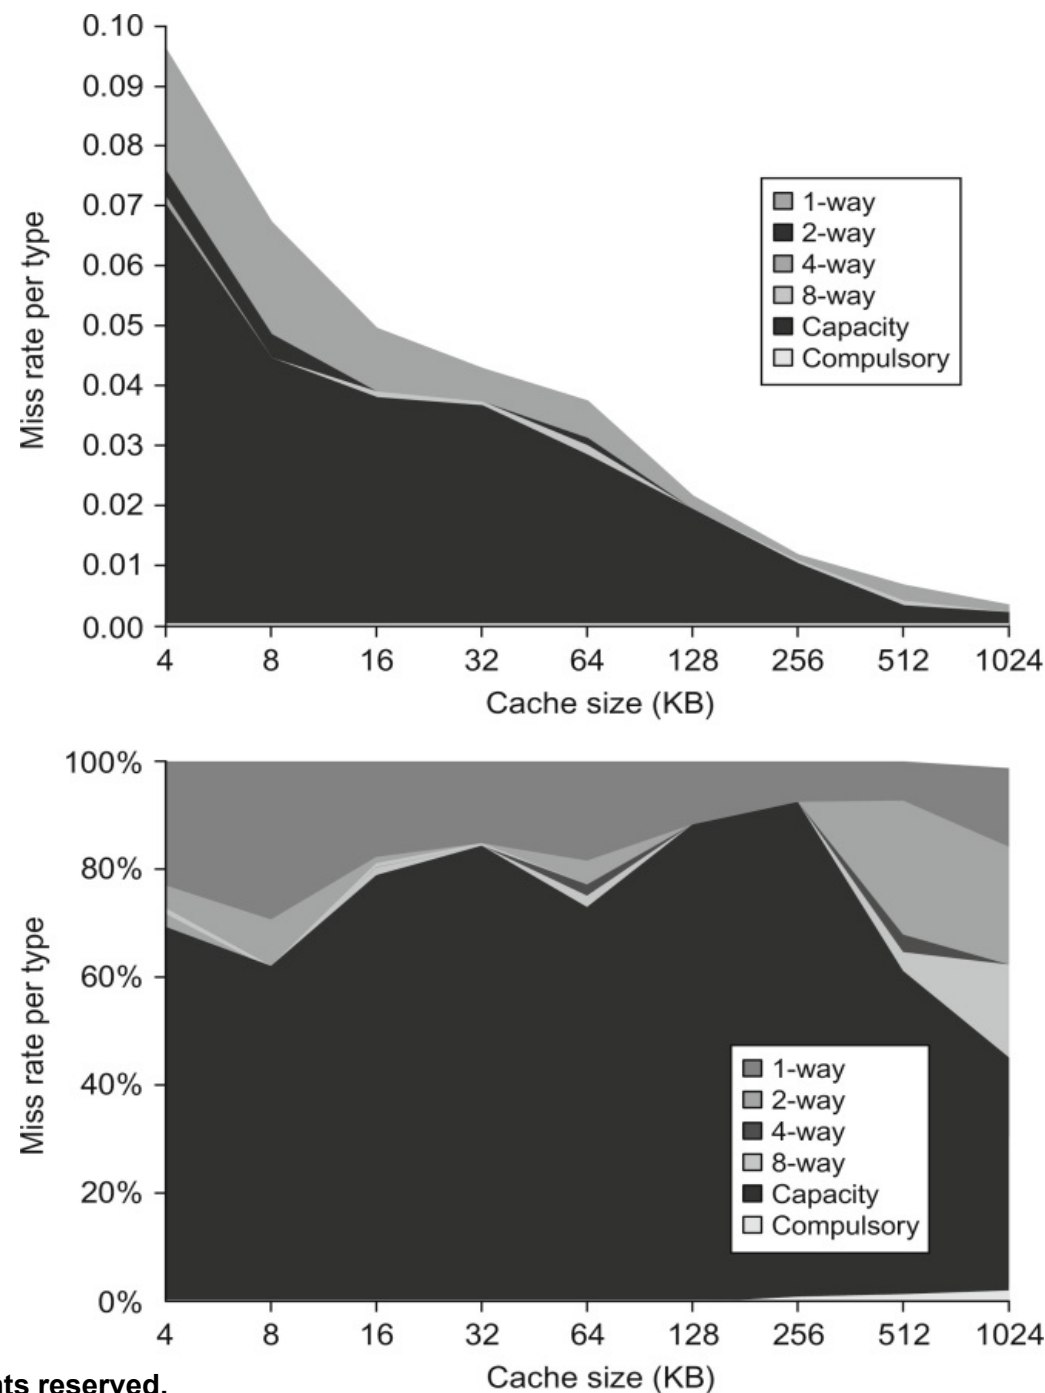 0.10
0.09
0.08
0.07
0.06
0.05
0.04
0.03
0.02
0.01
0.00
Miss rate per type
1-way
2-way
4-way
8-way
Capacity
Compulsory
4 8 16 32 64 128 256 512 1024
Cache size (KB)
100%
80%
60%
40%
20%
0%
Miss rate per type
1-way
2-way
4-way
8-way
Capacity
Compulsory
4 8 16 32 64 128 256 512 1024
Cache size (KB)
nts reserved.